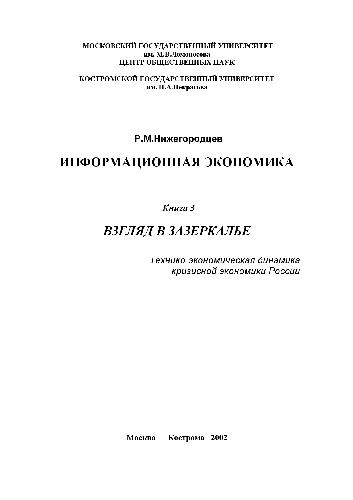 МОСКОВСКИЙ ГОСУДАРСТВЕННЫЙ УНИВЕРСИТЕТ
им. М.В.Ломоносова
ЦЕНТР ОБЩЕСТВЕННЫХ НАУК
КОСТРОМСКОЙ ГОСУДАРСТВЕННЫЙ УНИВЕРСИТЕТ
им. Н.А.Некрасова
Р.М.Нижегородцев
ИНФОРМАЦИОННАЯ ЭКОНОМИКА
Книга 3
ВЗГЛЯД В ЗАЗЕРКАЛЬЕ
Технико экономическая динамика
кризисной экономики России
Москва Кострома 2002